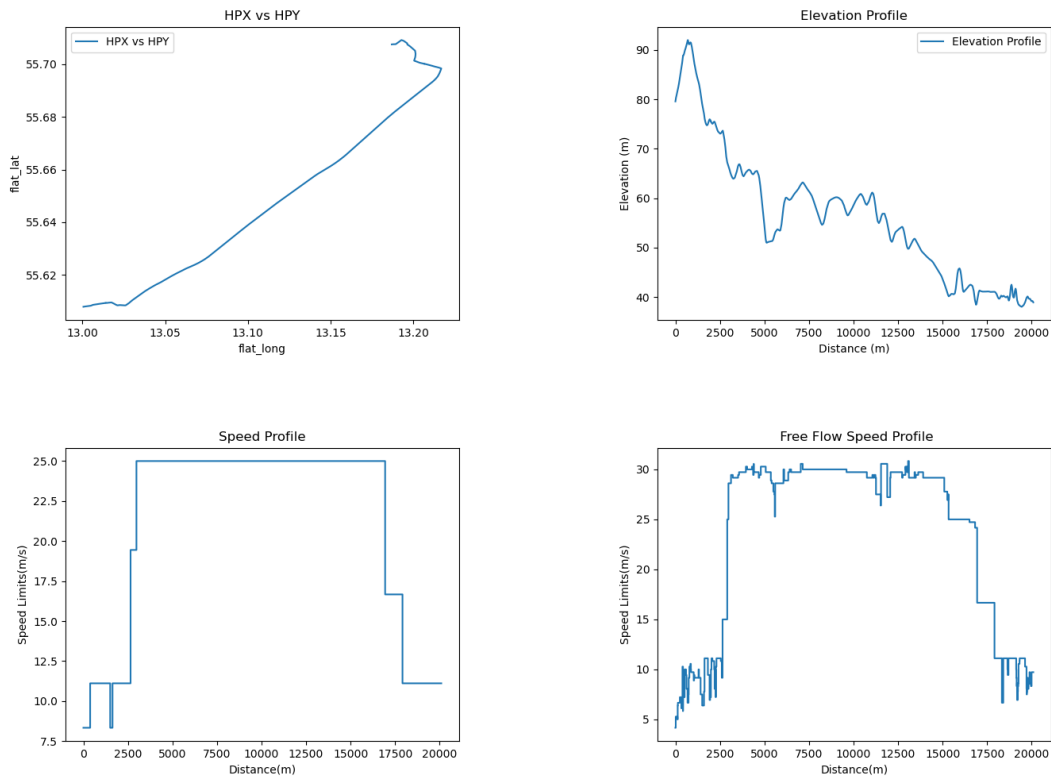 HPX vs HPY
HPX vs HPY
55.70
55.68
55.66
55.64
55.62
flat_lat
13.00 13.05 13.10 13.15 13.20
flat_long
Elevation Profile
Elevation Profile
90
80
70
60
50
40
Elevation (m)
0 2500 5000 7500 10000 12500 15000 17500 20000
Distance (m)
Speed Profile
25.0
22.5
20.0
17.5
15.0
12.5
10.0
7.5
Speed Limits(m/s)
0 2500 5000 7500 10000 12500 15000 17500 20000
Distance(m)
Free Flow Speed Profile
30
25
20
15
10
5
Speed Limits(m/s)
0 2500 5000 7500 10000 12500 15000 17500 20000
Distance(m)